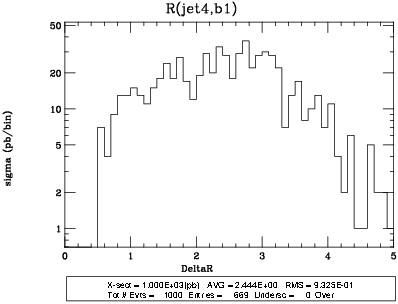 R(jet4,b1)
50
20
10
5
2
1
sigma (pb/bin)
0 1 2 3 4 5
DeltaR
X-sect = 1.000E+03(pb) AVG = 2.444E+00 RMS = 9.325E-01
Tot # Evts = 1000 Entries = 669 Undersc = 0 Over